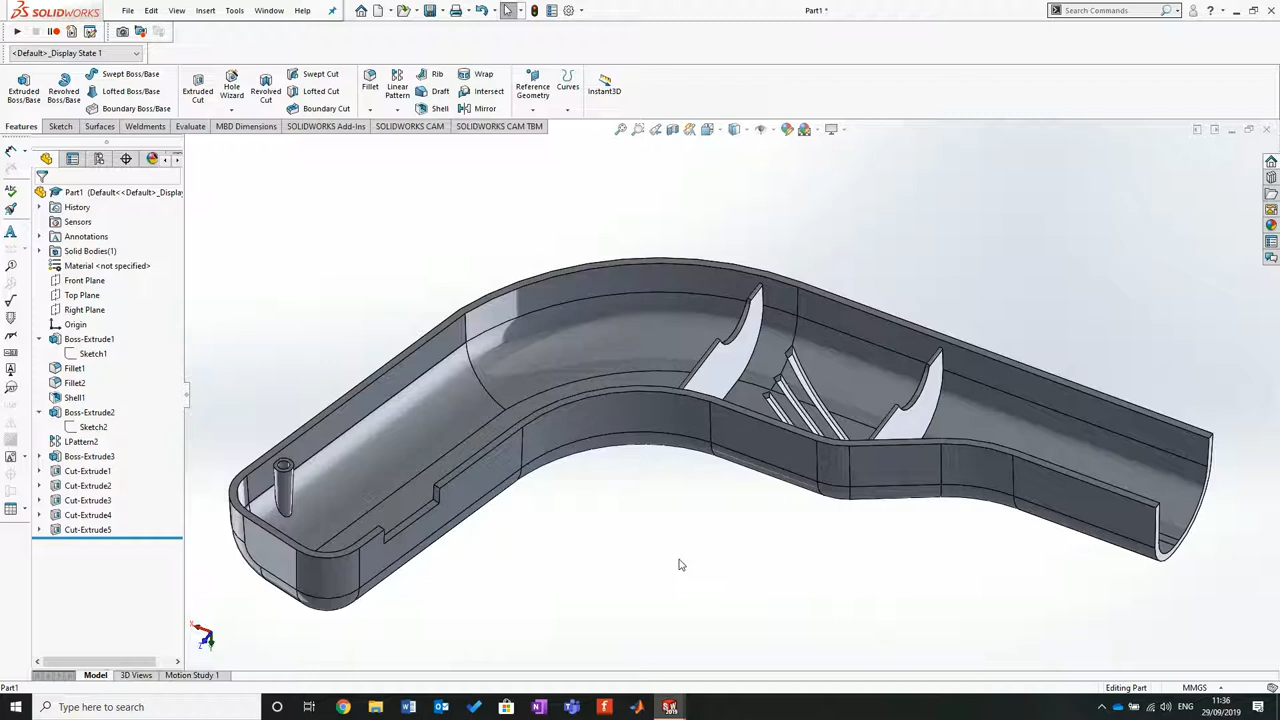 SOLIDWORKS File Edit View Insert Tools Window Help Part1 * Search Commands
<Default>_Display State 1
Extruded Boss/Base
Revolved Boss/Base
Swept Boss/Base
Lofted Boss/Base
Boundary Boss/Base
Extruded Cut
Hole Wizard
Revolved Cut
Swept Cut
Lofted Cut
Boundary Cut
Fillet
Linear Pattern
Rib
Draft
Shell
Wrap
Intersect
Mirror
Reference Geometry
Curves
Instant3D
Features Sketch Surfaces Weldments Evaluate MBD Dimensions SOLIDWORKS Add-Ins SOLIDWORKS CAM SOLIDWORKS CAM TBM
Part1 (Default<<Default>_Display
History
Sensors
Annotations
Solid Bodies(1)
Material <not specified>
Front Plane
Top Plane
Right Plane
Origin
Boss-Extrude1
Sketch1
Fillet1
Fillet2
Shell1
Boss-Extrude2
Sketch2
LPattern2
Boss-Extrude3
Cut-Extrude1
Cut-Extrude2
Cut-Extrude3
Cut-Extrude4
Cut-Extrude5
Model 3D Views Motion Study 1
Part1 Editing Part MMGS
Type here to search
ENG
11:36
29/09/2019